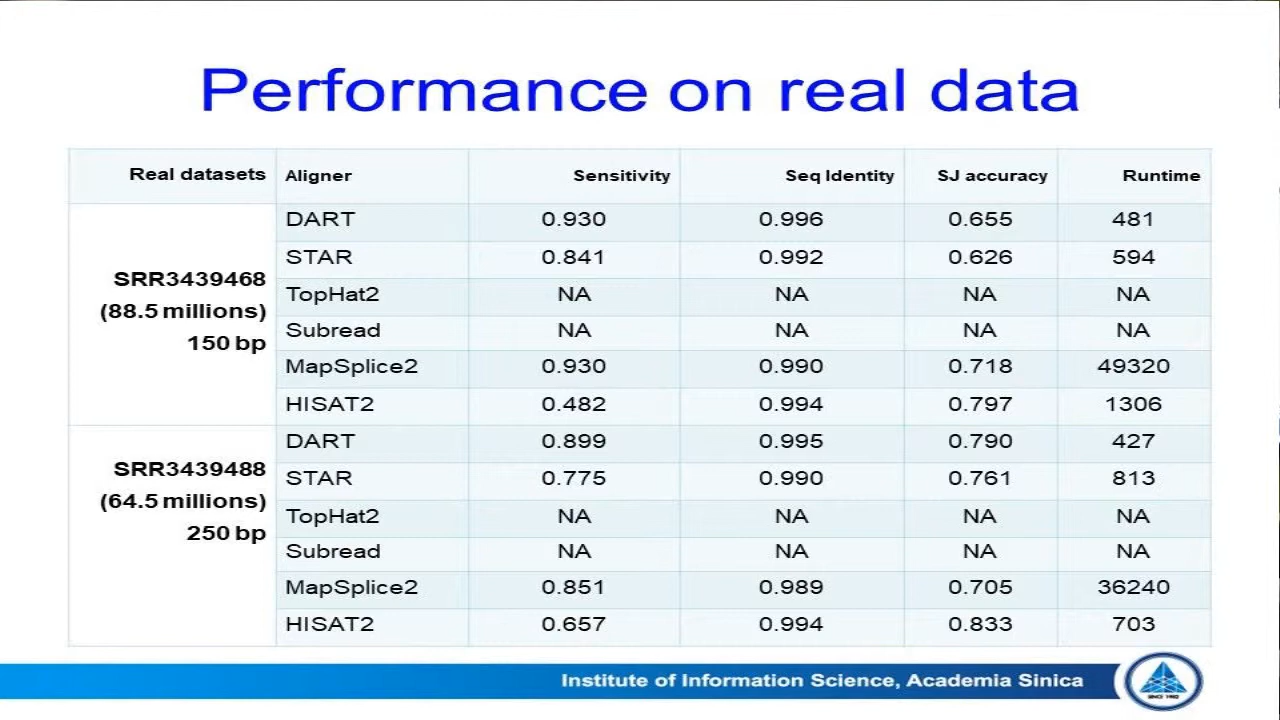 Performance on real data
Real datasets Aligner Sensitivity Seq Identity SJ accuracy Runtime
SRR3439468
(88.5 millions)
150 bp
DART 0.930 0.996 0.655 481
STAR 0.841 0.992 0.626 594
TopHat2 NA NA NA NA
Subread NA NA NA NA
MapSplice2 0.930 0.990 0.718 49320
HISAT2 0.482 0.994 0.797 1306
SRR3439488
(64.5 millions)
250 bp
DART 0.899 0.995 0.790 427
STAR 0.775 0.990 0.761 813
TopHat2 NA NA NA NA
Subread NA NA NA NA
MapSplice2 0.851 0.989 0.705 36240
HISAT2 0.657 0.994 0.833 703
Institute of Information Science, Academia Sinica
SINCE 1982